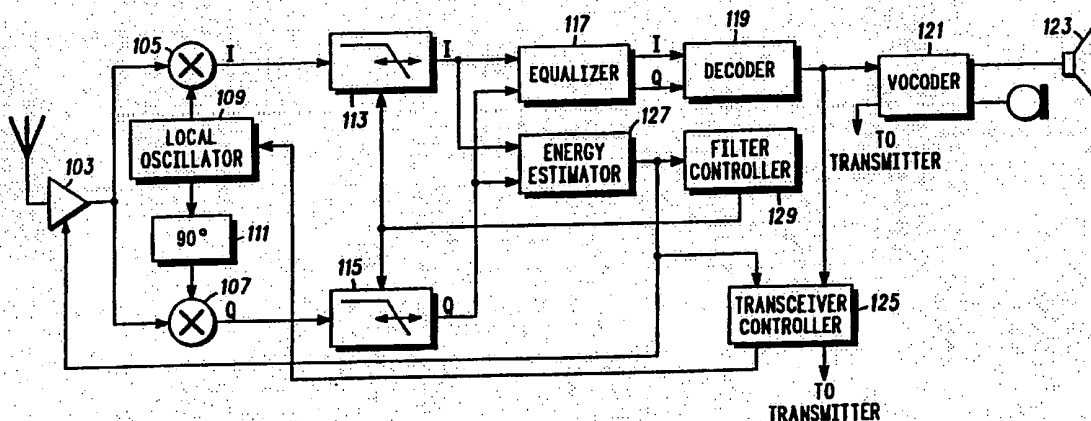 105
I
109
LOCAL
OSCILLATOR
103
90°
111
107
Q
113
I
115
Q
117
EQUALIZER
I
Q
119
DECODER
121
VOCODER
123
TO
TRANSMITTER
127
ENERGY
ESTIMATOR
FILTER
CONTROLLER
129
TRANSCEIVER
CONTROLLER
125
TO
TRANSMITTER